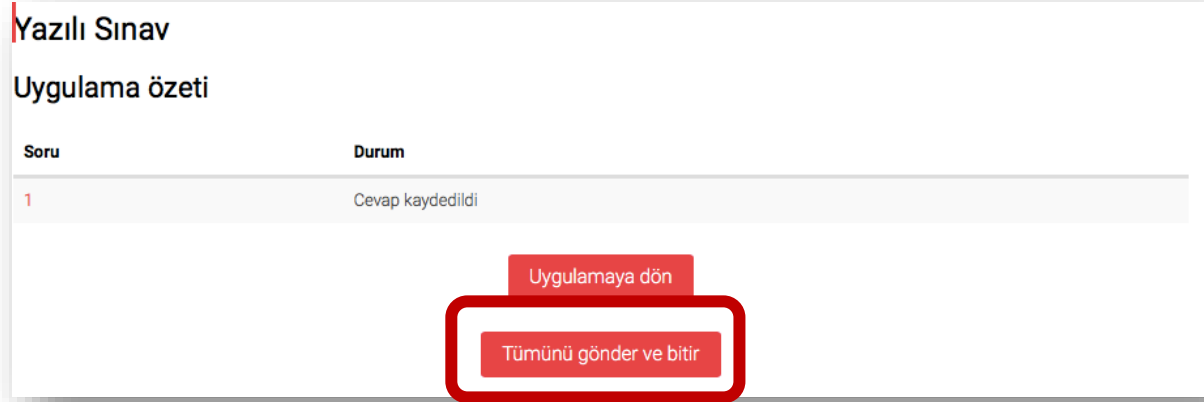 Yazılı Sınav
Uygulama özeti
Soru Durum
1 Cevap kaydedildi
Uygulamaya dön
Tümünü gönder ve bitir